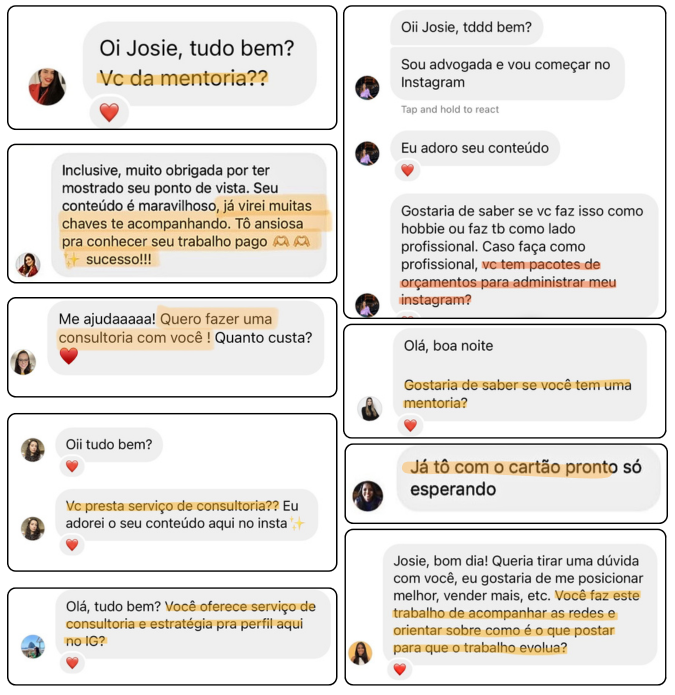 Oi Josie, tudo bem?
Vc da mentoria??
Inclusive, muito obrigada por ter
mostrado seu ponto de vista. Seu
conteúdo é maravilhoso, já virei muitas
chaves te acompanhando. Tô ansiosa
pra conhecer seu trabalho pago 🫶🫶
✨ sucesso!!!
Me ajudaaaaa! Quero fazer uma
consultoria com você ! Quanto custa?
Oii tudo bem?
Vc presta serviço de consultoria?? Eu
adorei o seu conteúdo aqui no insta✨
Olá, tudo bem? Você oferece serviço de
consultoria e estratégia pra perfil aqui
no IG?
Oii Josie, tddd bem?
Sou advogada e vou começar no
Instagram
Tap and hold to react
Eu adoro seu conteúdo
Gostaria de saber se vc faz isso como
hobbie ou faz tb como lado
profissional. Caso faça como
profissional, vc tem pacotes de
orçamentos para administrar meu
instagram?
Olá, boa noite
Gostaria de saber se você tem uma
mentoria?
Já tô com o cartão pronto só
esperando
Josie, bom dia! Queria tirar uma dúvida
com você, eu gostaria de me posicionar
melhor, vender mais, etc. Você faz este
trabalho de acompanhar as redes e
orientar sobre como é o que postar
para que o trabalho evolua?